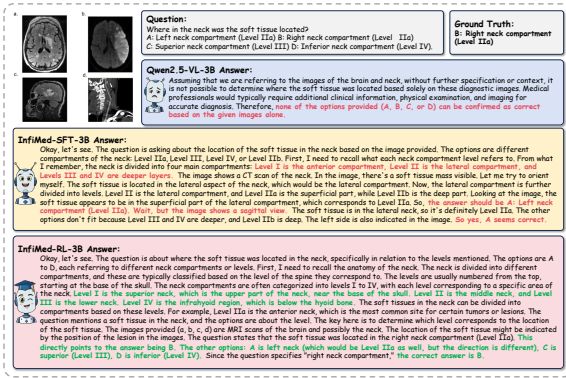 a.
b.
c.
d.
Question:
Where in the neck was the soft tissue located?
A: Left neck compartment (Level IIa) B: Right neck compartment (Level IIa)
C: Superior neck compartment (Level III) D: Inferior neck compartment (Level IV).
Ground Truth:
B: Right neck compartment
(Level IIa)
Qwen2.5-VL-3B Answer:
Assuming that we are referring to the images of the brain and neck, without further specification or context, it
is not possible to determine where the soft tissue was located based solely on these diagnostic images. Medical
professionals would typically require additional clinical information, physical examination, and imaging for
accurate diagnosis. Therefore, none of the options provided (A, B, C, or D) can be confirmed as correct
based on the given images alone.
InfiMed-SFT-3B Answer:
Okay, let's see. The question is asking about the location of the soft tissue in the neck based on the image provided. The options are different
compartments of the neck: Level IIa, Level III, Level IV, or Level IIb. First, I need to recall what each neck compartment level refers to. From what
I remember, the neck is divided into four main compartments: Level I is the anterior compartment, Level II is the lateral compartment, and
Levels III and IV are deeper layers. The image shows a CT scan of the neck. In the image, there's a soft tissue mass visible. Let me try to orient
myself. The soft tissue is located in the lateral aspect of the neck, which would be the lateral compartment. Now, the lateral compartment is further
divided into levels. Level II is the lateral compartment, and Level IIa is the superficial part, while Level IIb is the deep part. Looking at the image, the
soft tissue appears to be in the superficial part of the lateral compartment, which corresponds to Level IIa. So, the answer should be A: Left neck
compartment (Level IIa). Wait, but the image shows a sagittal view. The soft tissue is in the lateral neck, so it's definitely Level IIa. The other
options don't fit because Level III and IV are deeper, and Level IIb is deep. The left side is also indicated in the image. So yes, A seems correct.
InfiMed-RL-3B Answer:
Okay, let's see. The question is about where the soft tissue was located in the neck, specifically in relation to the levels mentioned. The options are A
to D, each referring to different neck compartments or levels. First, I need to recall the anatomy of the neck. The neck is divided into different
compartments, and these are typically classified based on the level of the spine they correspond to. The levels are usually numbered from the top,
starting at the base of the skull. The neck compartments are often categorized into levels I to IV, with each level corresponding to a specific area of
the neck. Level I is the superior neck, which is the upper part of the neck, near the base of the skull. Level II is the middle neck, and Level
III is the lower neck. Level IV is the infrahyoid region, which is below the hyoid bone. The soft tissues in the neck can be divided into
compartments based on these levels. For example, Level IIa is the anterior neck, which is the most common site for certain tumors or lesions. The
question mentions a soft tissue in the neck, and the options are about the level. The key here is to determine which level corresponds to the location
of the soft tissue. The images provided (a, b, c, d) are MRI scans of the brain and possibly the neck. The location of the soft tissue might be indicated
by the position of the lesion in the images. The question states that the soft tissue was located in the right neck compartment (Level IIa). This
directly points to the answer being B. The other options: A is left neck (which would be Level IIa as well, but the direction is different), C is
superior (Level III), D is inferior (Level IV). Since the question specifies "right neck compartment," the correct answer is B.